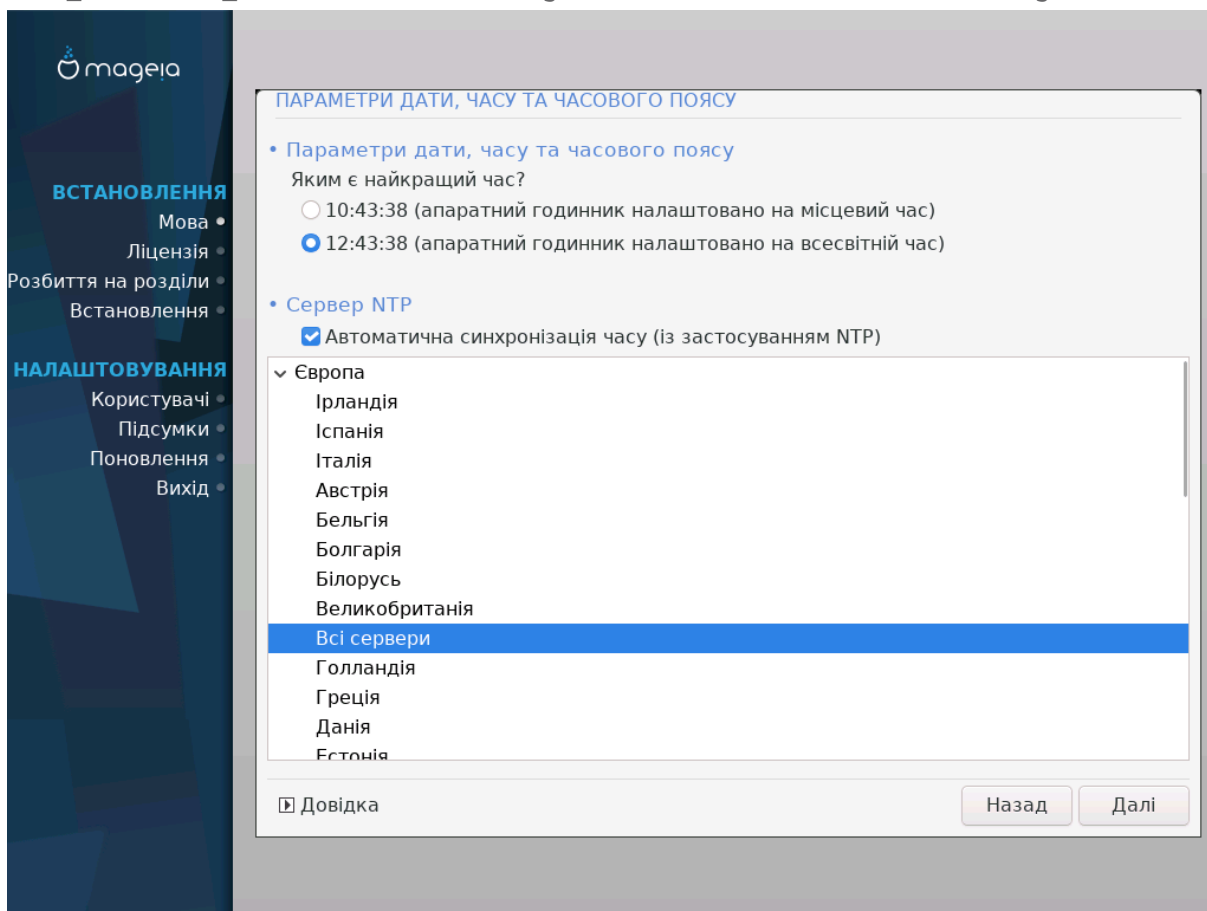 mageia
ВСТАНОВЛЕННЯ
Мова
Ліцензія
Розбиття на розділи
Встановлення
НАЛАШТОВУВАННЯ
Користувачі
Підсумки
Поновлення
Вихід
ПАРАМЕТРИ ДАТИ, ЧАСУ ТА ЧАСОВОГО ПОЯСУ
• Параметри дати, часу та часового поясу
Яким є найкращий час?
10:43:38 (апаратний годинник налаштовано на місцевий час)
12:43:38 (апаратний годинник налаштовано на всесвітній час)
• Сервер NTP
Автоматична синхронізація часу (із застосуванням NTP)
Європа
Ірландія
Іспанія
Італія
Австрія
Бельгія
Болгарія
Білорусь
Великобританія
Всі сервери
Голландія
Греція
Данія
Естонія
Довідка
Назад
Далі